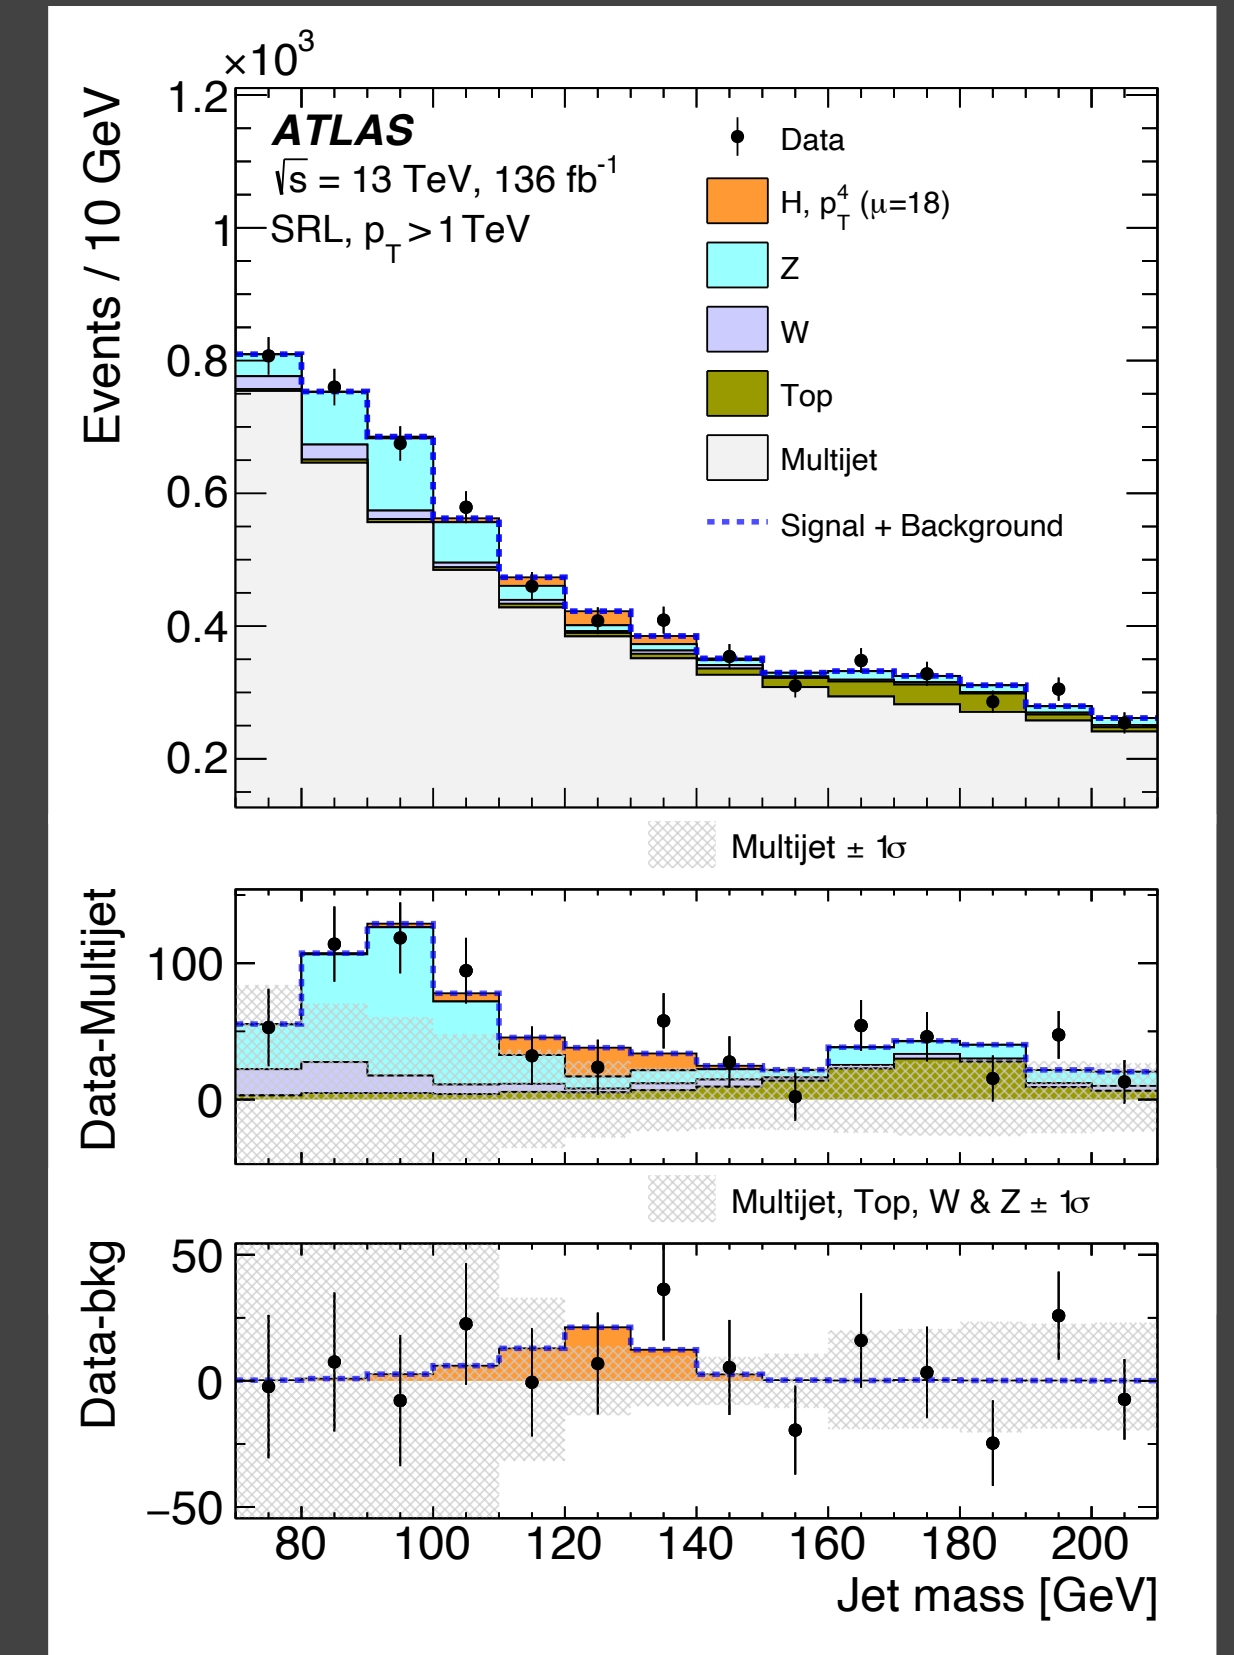 ×10³
1.2
1
0.8
0.6
0.4
0.2
Events / 10 GeV
ATLAS
√s = 13 TeV, 136 fb⁻¹
SRL, p_T > 1 TeV
Data
H, p_T⁴ (μ=18)
Z
W
Top
Multijet
Signal + Background
Multijet ± 1σ
Data-Multijet
100
0
Multijet, Top, W & Z ± 1σ
Data-bkg
50
0
−50
80 100 120 140 160 180 200
Jet mass [GeV]